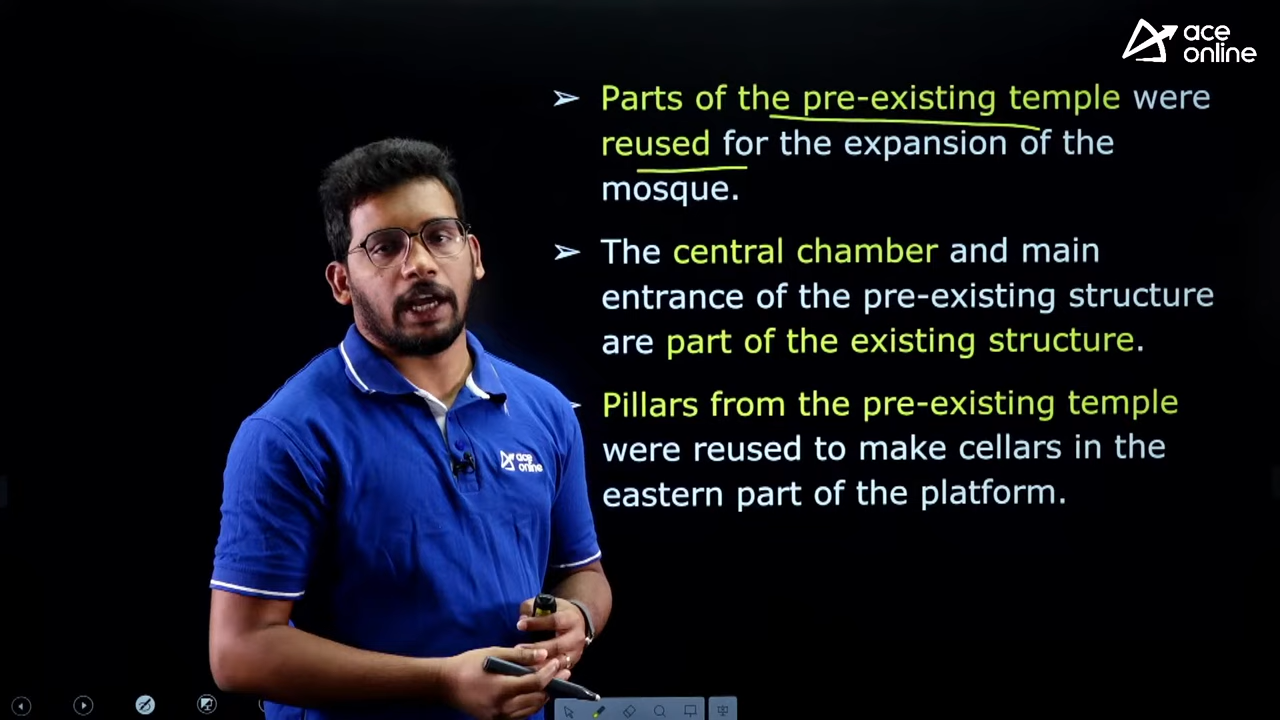 ace
online
Parts of the pre-existing temple were
reused for the expansion of the
mosque.
The central chamber and main
entrance of the pre-existing structure
are part of the existing structure.
Pillars from the pre-existing temple
were reused to make cellars in the
eastern part of the platform.
ace
online